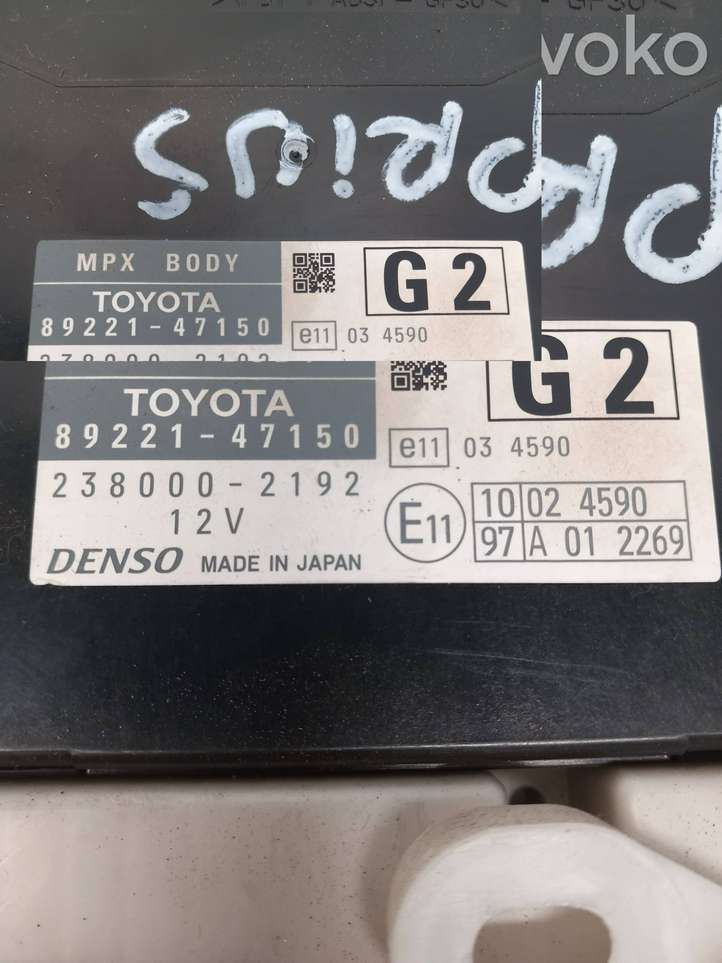 GF30<
voko
PRIUS
MPX BODY
TOYOTA
89221-47150
G2
e11 03 4590
TOYOTA
89221-47150
238000-2192
12V
DENSO MADE IN JAPAN
G2
e11 03 4590
E11
10 02 4590
97 A 01 2269